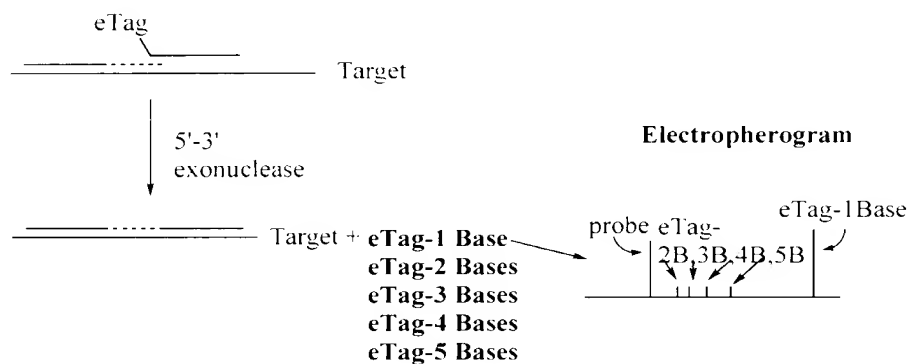 eTag
Target
5'-3'
exonuclease
Target + eTag-1 Base
eTag-2 Bases
eTag-3 Bases
eTag-4 Bases
eTag-5 Bases
Electropherogram
probe eTag-
2B,3B,4B,5B
eTag-1Base